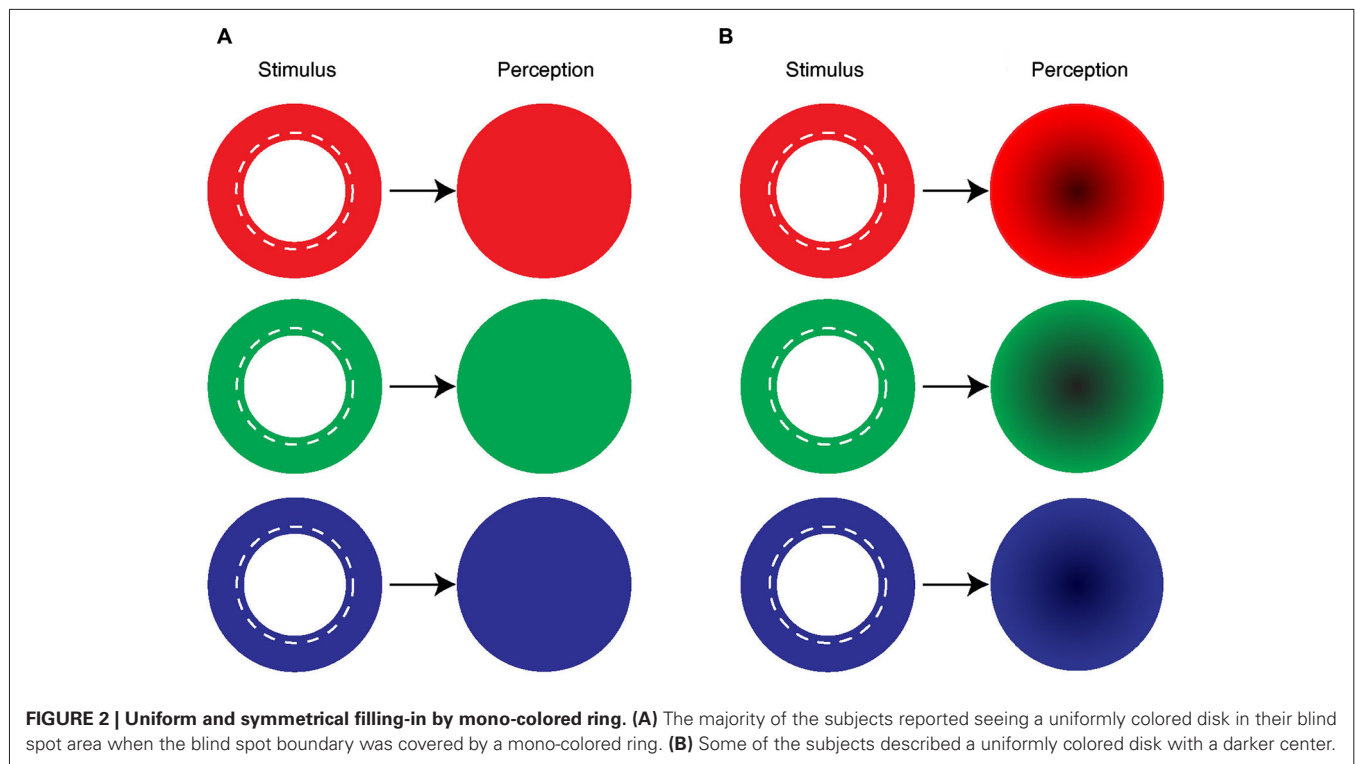 A
B
Stimulus Perception Stimulus Perception
FIGURE 2 | Uniform and symmetrical filling-in by mono-colored ring. (A) The majority of the subjects reported seeing a uniformly colored disk in their blind
spot area when the blind spot boundary was covered by a mono-colored ring. (B) Some of the subjects described a uniformly colored disk with a darker center.